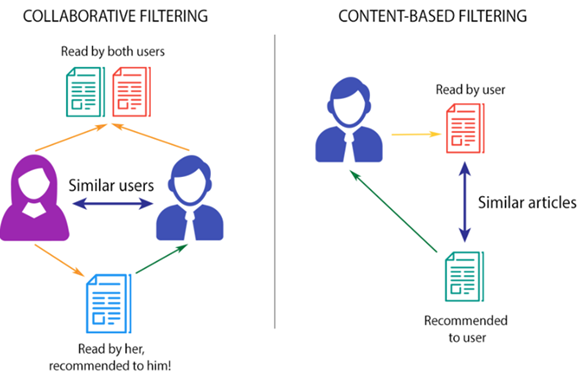 COLLABORATIVE FILTERING
Read by both users
Similar users
Read by her,
recommended to him!
CONTENT-BASED FILTERING
Read by user
Similar articles
Recommended
to user